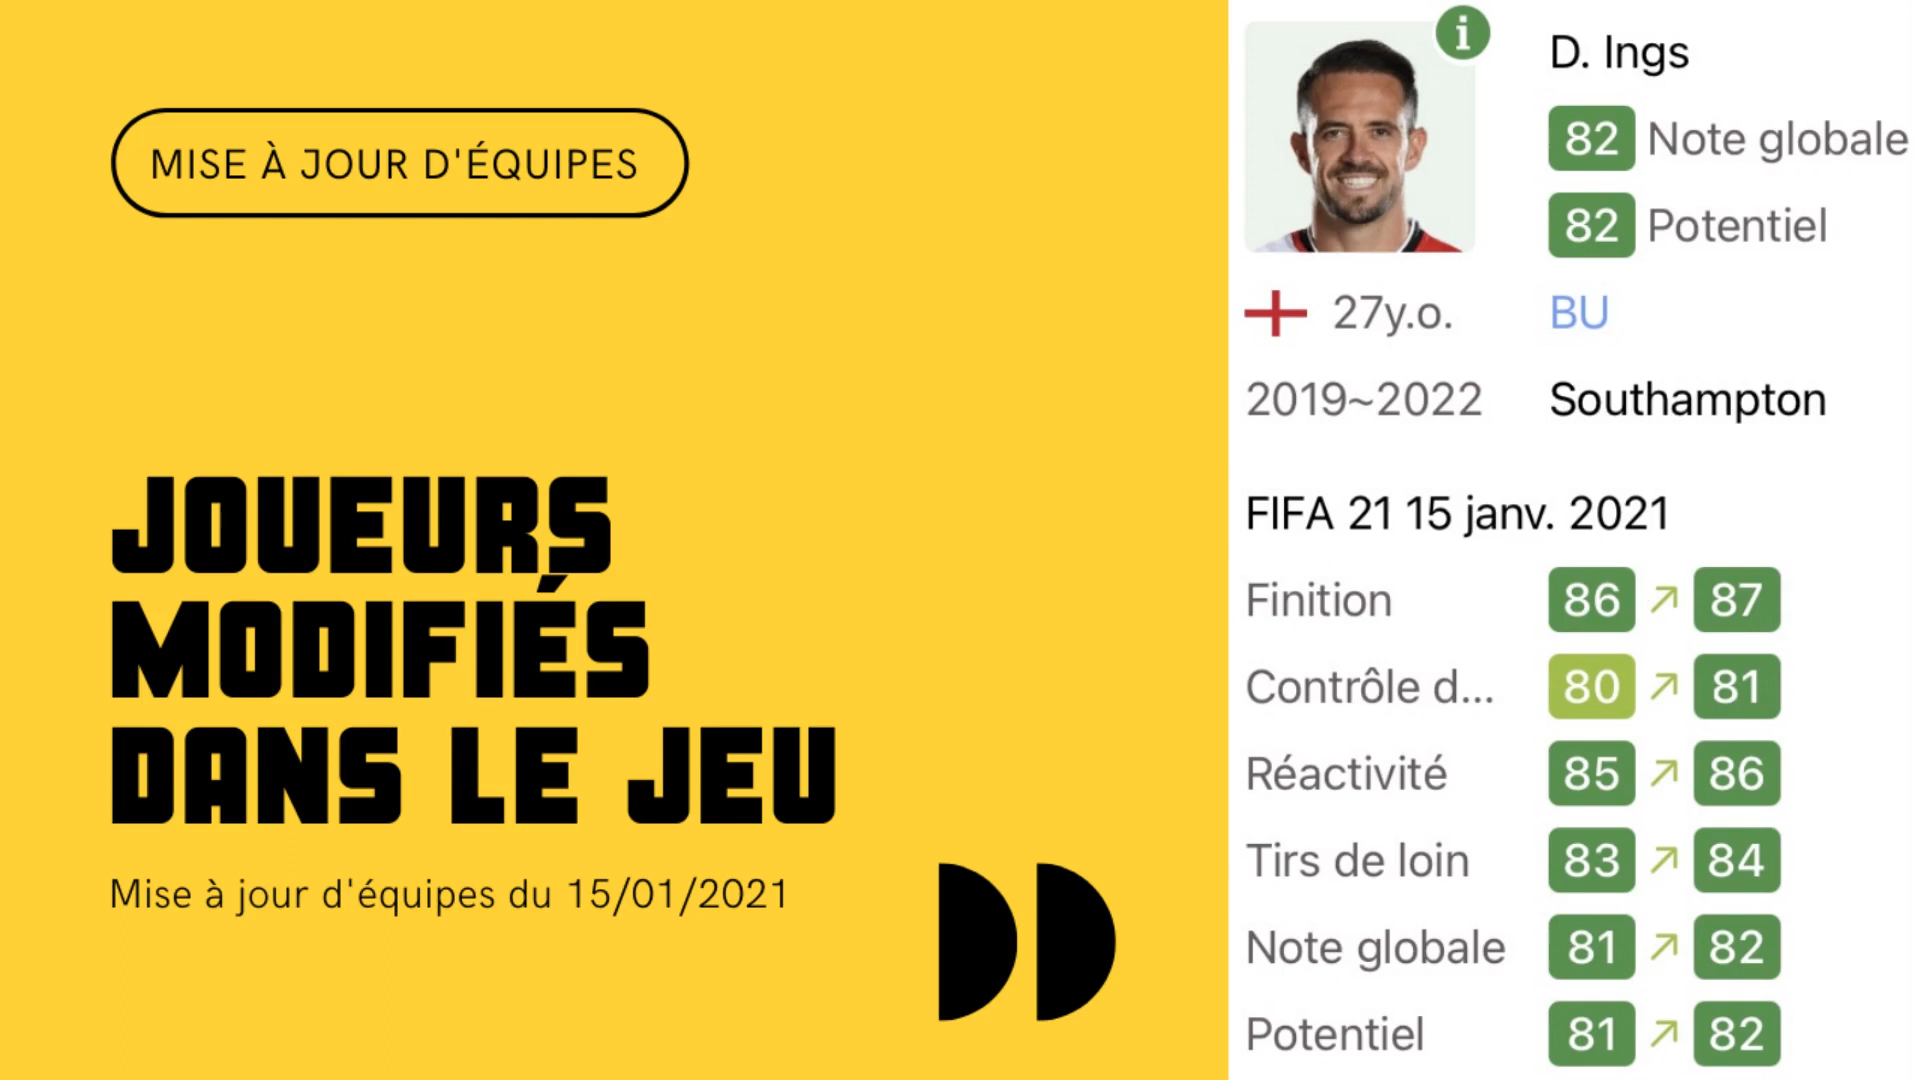 MISE À JOUR D'ÉQUIPES
JOUEURS
MODIFIÉS
DANS LE JEU
Mise à jour d'équipes du 15/01/2021
i
D. Ings
82 Note globale
82 Potentiel
27y.o. BU
2019~2022 Southampton
FIFA 21 15 janv. 2021
Finition 86 ↗ 87
Contrôle d... 80 ↗ 81
Réactivité 85 ↗ 86
Tirs de loin 83 ↗ 84
Note globale 81 ↗ 82
Potentiel 81 ↗ 82